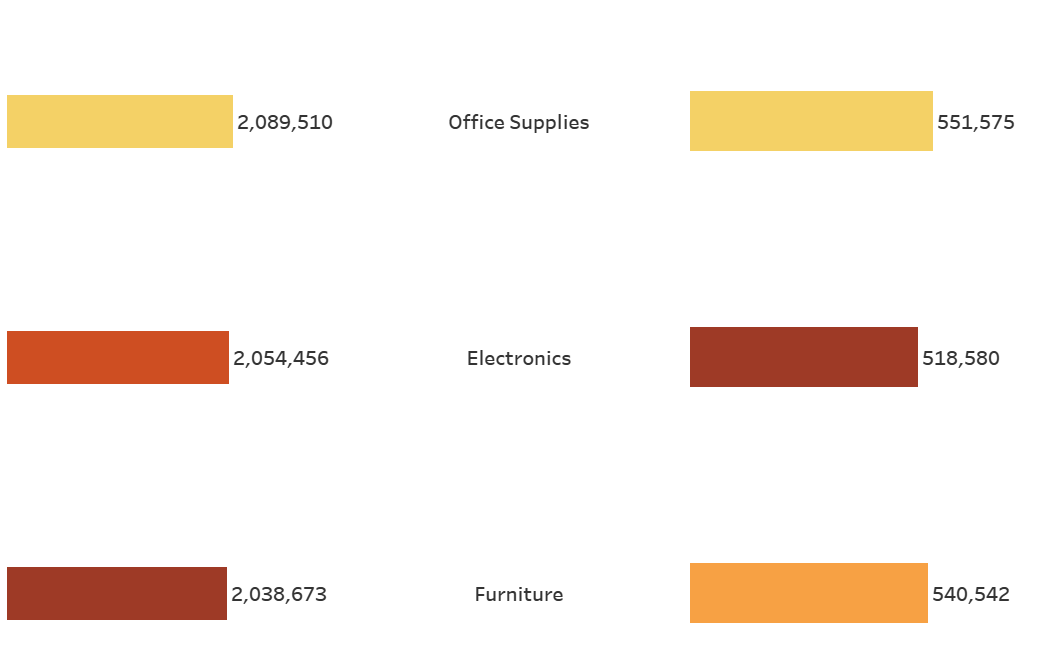 2,089,510 Office Supplies 551,575
2,054,456 Electronics 518,580
2,038,673 Furniture 540,542